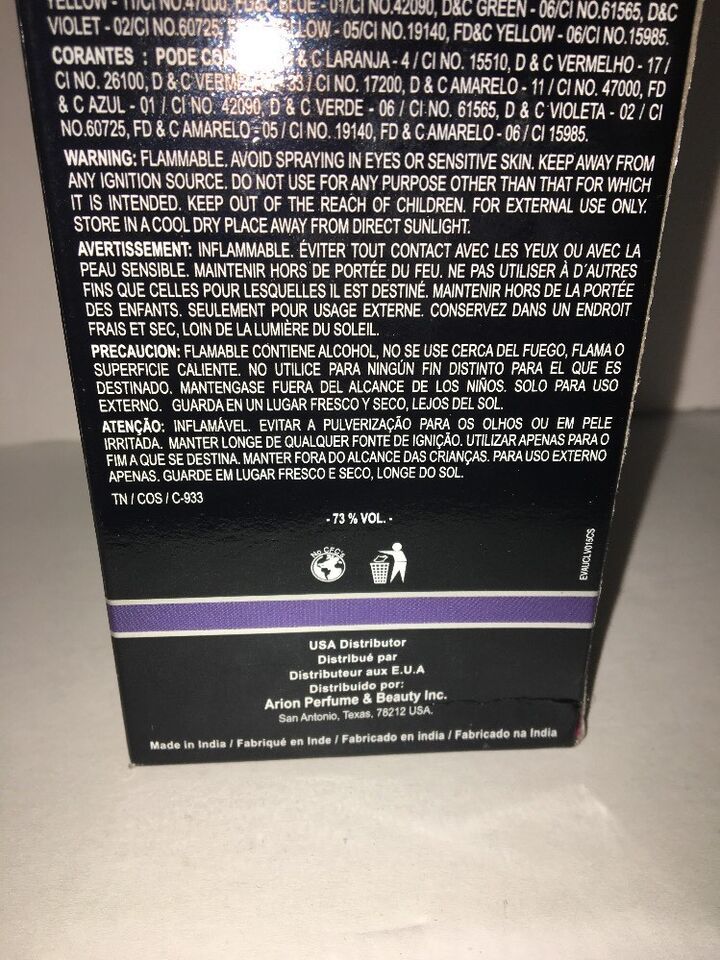 YELLOW - 11/CI NO.47000, FD&C BLUE - 01/CI NO.42090, D&C GREEN - 06/CI NO.61565, D&C
VIOLET - 02/CI NO.60725, YELLOW - 05/CI NO.19140, FD&C YELLOW - 06/CI NO.15985.
CORANTES : PODE & C LARANJA - 4 / CI NO. 15510, D & C VERMELHO - 17 /
CI NO. 26100, D & C 33 / CI NO. 17200, D & C AMARELO - 11 / CI NO. 47000, FD
& C AZUL - 01 / CI NO. 42090, D & C VERDE - 06 / CI NO. 61565, D & C VIOLETA - 02 / CI
NO.60725, FD & C AMARELO - 05 / CI NO. 19140, FD & C AMARELO - 06 / CI 15985.
WARNING: FLAMMABLE. AVOID SPRAYING IN EYES OR SENSITIVE SKIN. KEEP AWAY FROM
ANY IGNITION SOURCE. DO NOT USE FOR ANY PURPOSE OTHER THAN THAT FOR WHICH
IT IS INTENDED. KEEP OUT OF THE REACH OF CHILDREN. FOR EXTERNAL USE ONLY.
STORE IN A COOL DRY PLACE AWAY FROM DIRECT SUNLIGHT.
AVERTISSEMENT: INFLAMMABLE. ÉVITER TOUT CONTACT AVEC LES YEUX OU AVEC LA
PEAU SENSIBLE. MAINTENIR HORS DE PORTÉE DU FEU. NE PAS UTILISER À D'AUTRES
FINS QUE CELLES POUR LESQUELLES IL EST DESTINÉ. MAINTENIR HORS DE LA PORTÉE
DES ENFANTS. SEULEMENT POUR USAGE EXTERNE. CONSERVEZ DANS UN ENDROIT
FRAIS ET SEC, LOIN DE LA LUMIÈRE DU SOLEIL.
PRECAUCION: FLAMABLE CONTIENE ALCOHOL, NO SE USE CERCA DEL FUEGO, FLAMA O
SUPERFICIE CALIENTE. NO UTILICE PARA NINGÚN FIN DISTINTO PARA EL QUE ES
DESTINADO. MANTENGASE FUERA DEL ALCANCE DE LOS NIÑOS. SOLO PARA USO
EXTERNO. GUARDA EN UN LUGAR FRESCO Y SECO, LEJOS DEL SOL.
ATENÇÃO: INFLAMÁVEL. EVITAR A PULVERIZAÇÃO PARA OS OLHOS OU EM PELE
IRRITADA. MANTER LONGE DE QUALQUER FONTE DE IGNIÇÃO. UTILIZAR APENAS PARA O
FIM A QUE SE DESTINA. MANTER FORA DO ALCANCE DAS CRIANÇAS. PARA USO EXTERNO
APENAS. GUARDE EM LUGAR FRESCO E SECO, LONGE DO SOL.
TN / COS / C-933
- 73 % VOL. -
No CFC's
EVAUCLV01SCS
USA Distributor
Distribué par
Distributeur aux E.U.A
Distribuido por:
Arion Perfume & Beauty Inc.
San Antonio, Texas, 78212 USA.
Made in India / Fabriqué en Inde / Fabricado en india / Fabricado na India